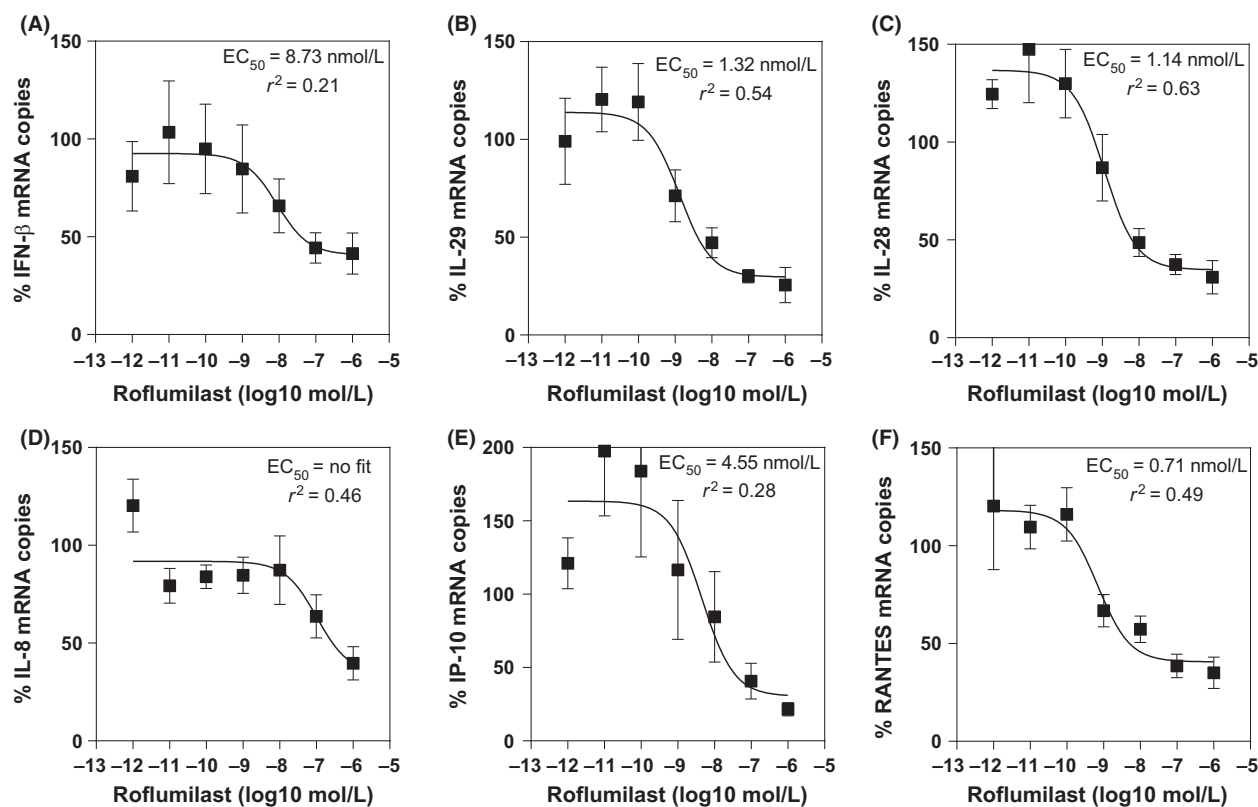 (A)
EC50 = 8.73 nmol/L
r² = 0.21
% IFN-β mRNA copies
150
100
50
0
–13 –12 –11 –10 –9 –8 –7 –6 –5
Roflumilast (log10 mol/L)
(B)
EC50 = 1.32 nmol/L
r² = 0.54
% IL-29 mRNA copies
150
100
50
0
–13 –12 –11 –10 –9 –8 –7 –6 –5
Roflumilast (log10 mol/L)
(C)
EC50 = 1.14 nmol/L
r² = 0.63
% IL-28 mRNA copies
150
100
50
0
–13 –12 –11 –10 –9 –8 –7 –6 –5
Roflumilast (log10 mol/L)
(D)
EC50 = no fit
r² = 0.46
% IL-8 mRNA copies
150
100
50
0
–13 –12 –11 –10 –9 –8 –7 –6 –5
Roflumilast (log10 mol/L)
(E)
EC50 = 4.55 nmol/L
r² = 0.28
% IP-10 mRNA copies
200
150
100
50
0
–13 –12 –11 –10 –9 –8 –7 –6 –5
Roflumilast (log10 mol/L)
(F)
EC50 = 0.71 nmol/L
r² = 0.49
% RANTES mRNA copies
150
100
50
0
–13 –12 –11 –10 –9 –8 –7 –6 –5
Roflumilast (log10 mol/L)